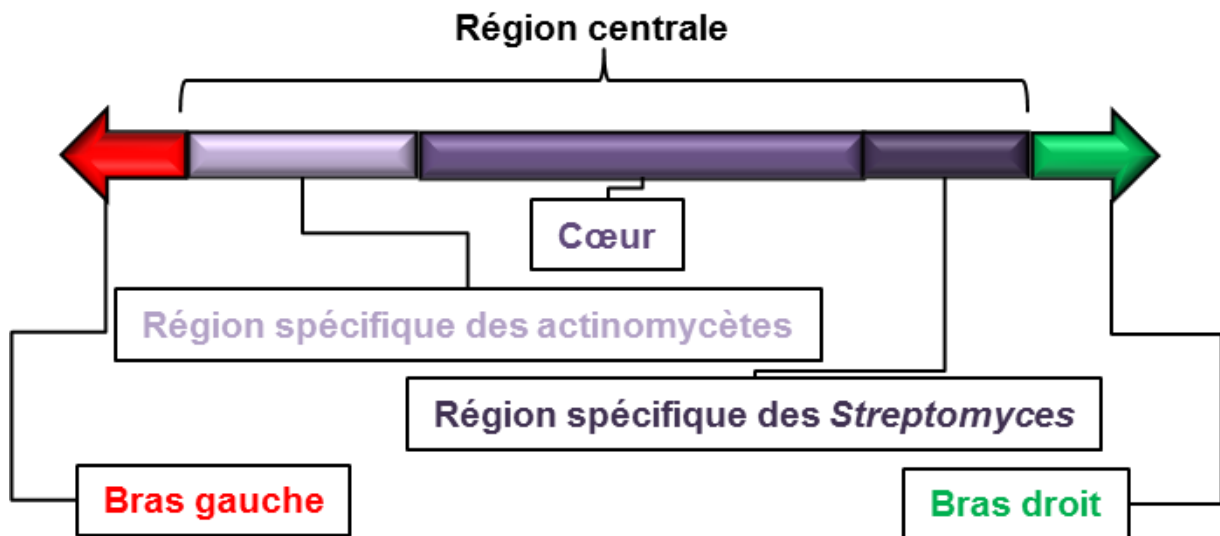 Région centrale
Cœur
Région spécifique des actinomycètes
Région spécifique des Streptomyces
Bras gauche
Bras droit